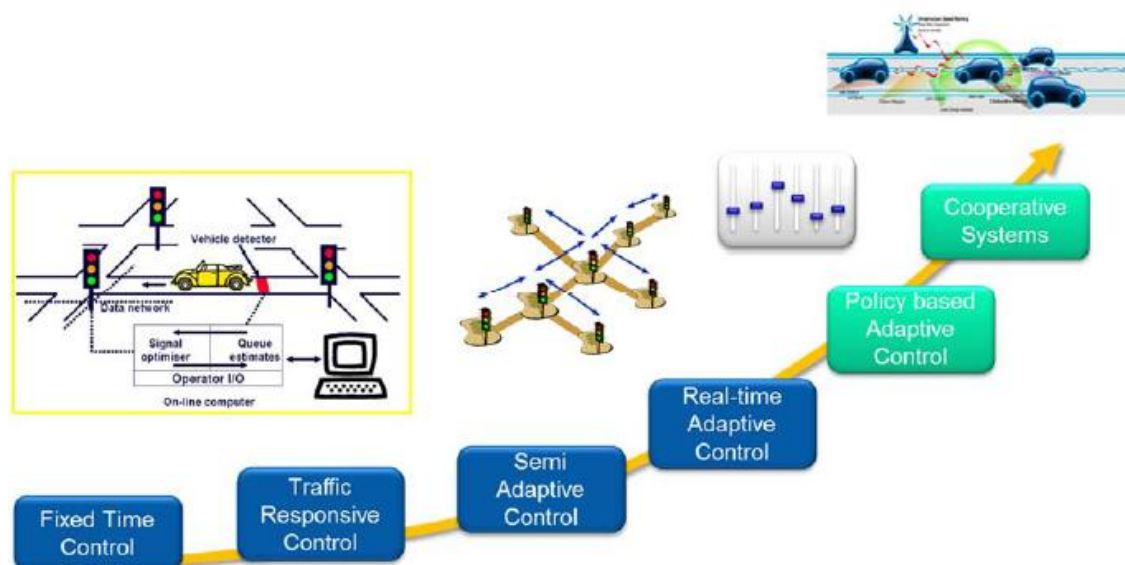 Cooperative
Systems
Policy based
Adaptive
Control
Real-time
Adaptive
Control
Semi
Adaptive
Control
Traffic
Responsive
Control
Fixed Time
Control
Vehicle detector
Data network
Signal
optimiser
Queue
estimates
Operator I/O
On-line computer